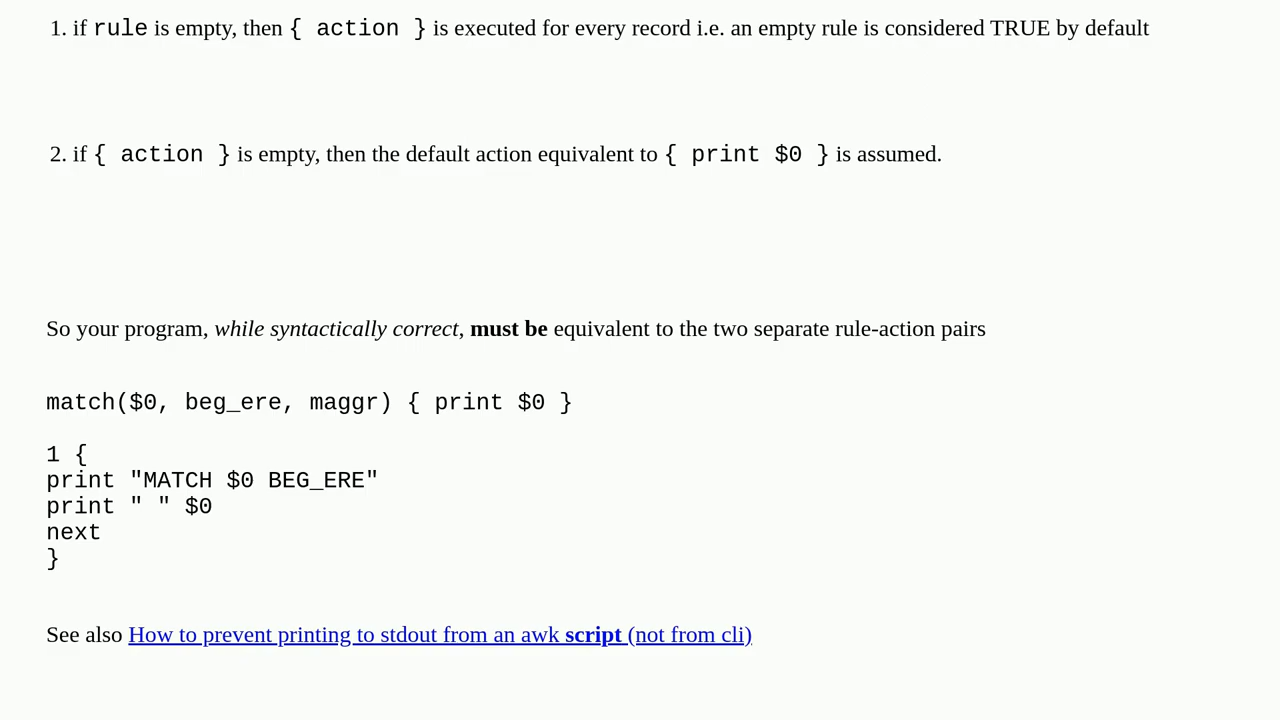 1. if rule is empty, then { action } is executed for every record i.e. an empty rule is considered TRUE by default
2. if { action } is empty, then the default action equivalent to { print $0 } is assumed.
So your program, while syntactically correct, must be equivalent to the two separate rule-action pairs
match($0, beg_ere, maggr) { print $0 }
1 {
print "MATCH $0 BEG_ERE"
print " " $0
next
}
See also How to prevent printing to stdout from an awk script (not from cli)